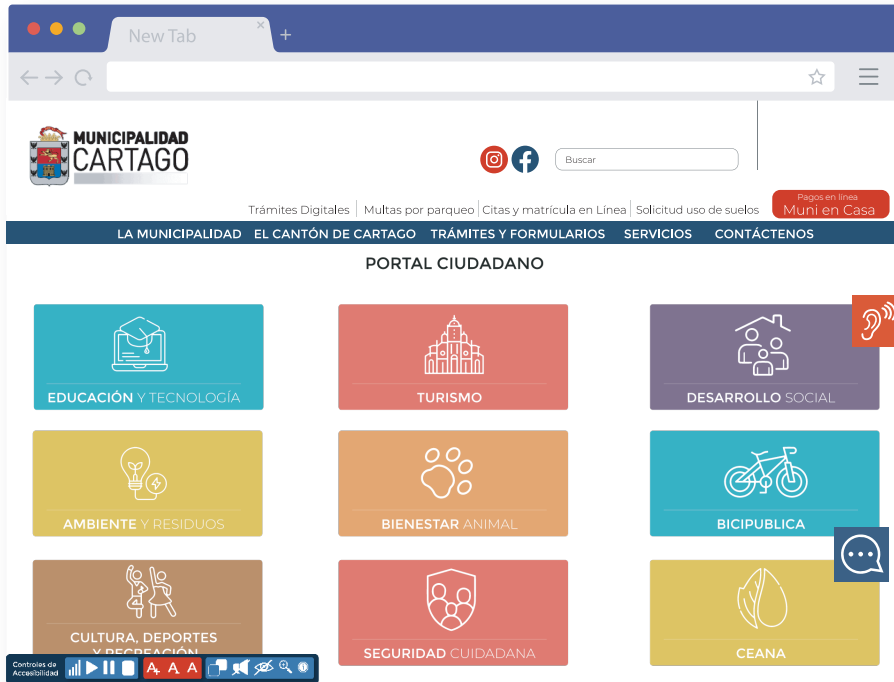 New Tab
MUNICIPALIDAD
CARTAGO
Buscar
Trámites Digitales
Multas por parqueo
Citas y matrícula en Línea
Solicitud uso de suelos
Pagos en línea
Muni en Casa
LA MUNICIPALIDAD
EL CANTÓN DE CARTAGO
TRÁMITES Y FORMULARIOS
SERVICIOS
CONTÁCTENOS
PORTAL CIUDADANO
EDUCACIÓN Y TECNOLOGÍA
TURISMO
DESARROLLO SOCIAL
AMBIENTE Y RESIDUOS
BIENESTAR ANIMAL
BICIPUBLICA
CULTURA, DEPORTES
Y RECREACIÓN
SEGURIDAD CUIDADANA
CEANA
Controles de
Accesibilidad
A A A